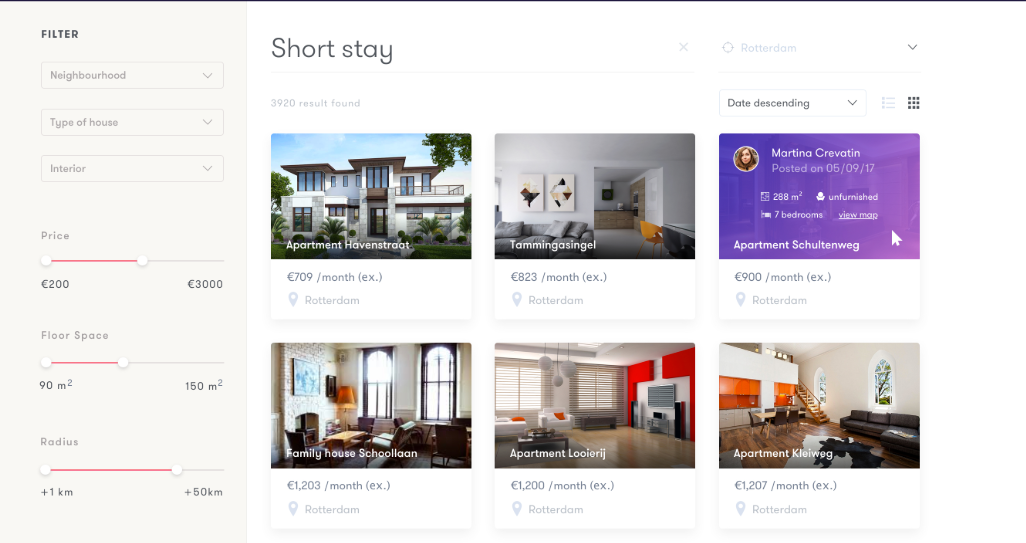 FILTER
Neighbourhood
Type of house
Interior
Price
€200 €3000
Floor Space
90 m² 150 m²
Radius
+1 km +50km
Short stay
Rotterdam
3920 result found
Date descending
Apartment Havenstraat
€709 /month (ex.)
Rotterdam
Tammingasingel
€823 /month (ex.)
Rotterdam
Martina Crevatin
Posted on 05/09/17
288 m² unfurnished
7 bedrooms view map
Apartment Schultenweg
€900 /month (ex.)
Rotterdam
Family house Schoollaan
€1,203 /month (ex.)
Rotterdam
Apartment Looierij
€1,200 /month (ex.)
Rotterdam
Apartment Kleiweg
€1,207 /month (ex.)
Rotterdam